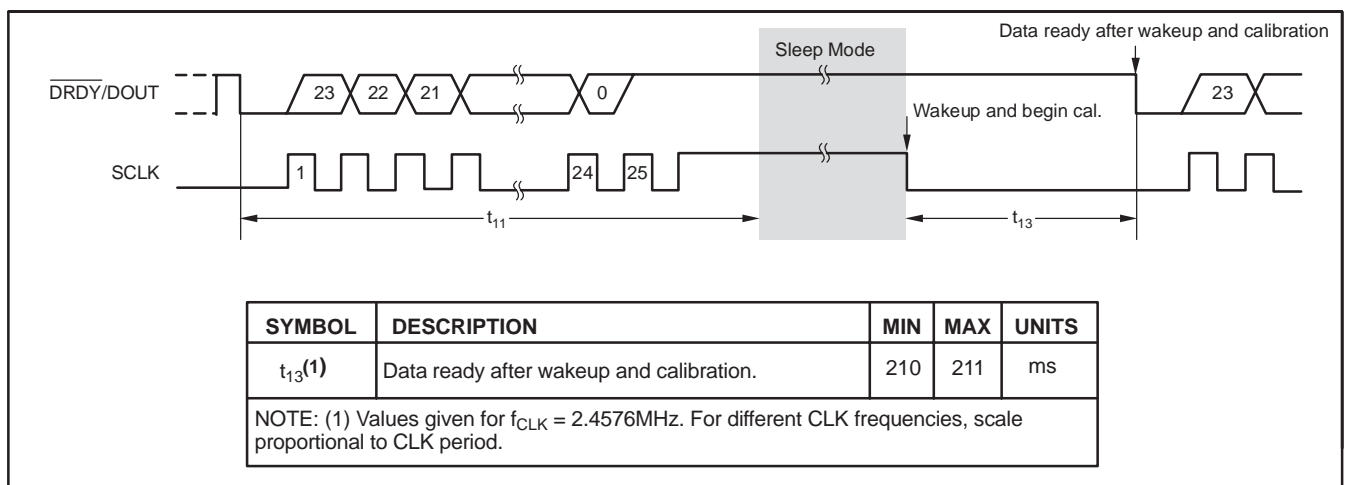 Data ready after wakeup and calibration
Sleep Mode
DRDY/DOUT
23 22 21 0 23
Wakeup and begin cal.
SCLK
1 24 25
t11 t13
SYMBOL DESCRIPTION MIN MAX UNITS
t13(1) Data ready after wakeup and calibration. 210 211 ms
NOTE: (1) Values given for fCLK = 2.4576MHz. For different CLK frequencies, scale
proportional to CLK period.